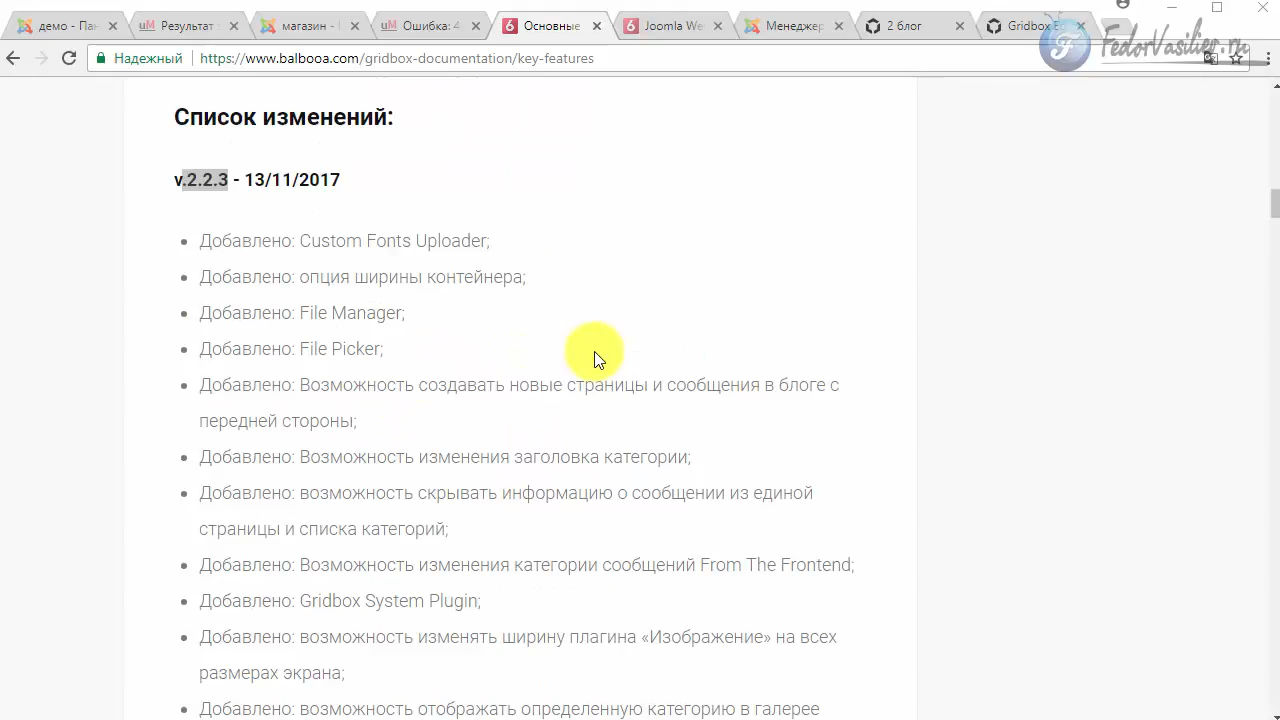 демо - Па
Результат
магазин -
Ошибка: 4
Основные
Joomla We
Менеджер
2 блог
Gridbox E
Надежный
https://www.balbooa.com/gridbox-documentation/key-features
FedorVasiliev.ru
Список изменений:
v.2.2.3 - 13/11/2017
Добавлено: Custom Fonts Uploader;
Добавлено: опция ширины контейнера;
Добавлено: File Manager;
Добавлено: File Picker;
Добавлено: Возможность создавать новые страницы и сообщения в блоге с
передней стороны;
Добавлено: Возможность изменения заголовка категории;
Добавлено: возможность скрывать информацию о сообщении из единой
страницы и списка категорий;
Добавлено: Возможность изменения категории сообщений From The Frontend;
Добавлено: Gridbox System Plugin;
Добавлено: возможность изменять ширину плагина «Изображение» на всех
размерах экрана;
Добавлено: возможность отображать определенную категорию в галерее